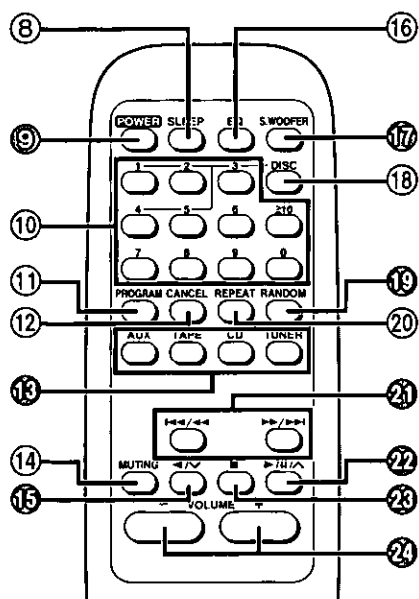 ⑧ ⑯
POWER SLEEP EQ S.WOOFER
⑨ ⑰
1 2 3 DISC
⑱
4 5 6 ≥10
⑩
7 8 9 0
⑪ ⑲
PROGRAM CANCEL REPEAT RANDOM
⑫ ⑳
AUX TAPE CD TUNER
⑬ ㉑
⏮/◀◀ ▶▶/⏭
⑭ ㉒
MUTING ◀/∨ ■ ▶/II/∧
⑮ ㉓
− VOLUME +
㉔